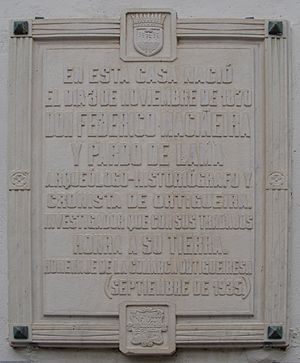 EN ESTA CASA NACIÓ
EL DIA 3 DE NOVIEMBRE DE 1870
DON FEDERICO MACIÑEIRA
Y PARDO DE LAMA
ARQUEÓLOGO-HISTORIÓGRAFO Y
CRONISTA DE ORTIGUEIRA,
INVESTIGADOR QUE CON SUS TRABAJOS
HONRA A SU TIERRA
HOMENAJE DE LA COMARCA ORTIGUEIRESA
(SEPTIEMBRE DE 1935)